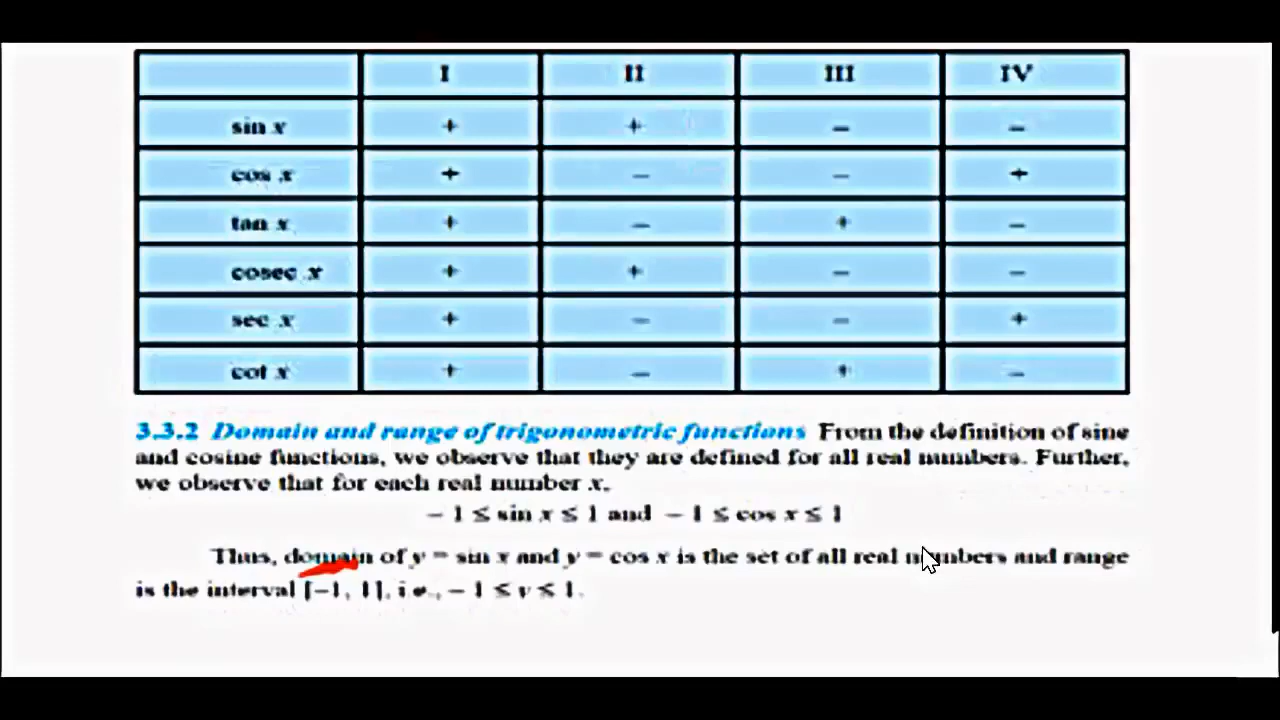 I II III IV
sin x + + – –
cos x + – – +
tan x + – + –
cosec x + + – –
sec x + – – +
cot x + – + –
3.3.2 Domain and range of trigonometric functions From the definition of sine
and cosine functions, we observe that they are defined for all real numbers. Further,
we observe that for each real number x,
– 1 ≤ sin x ≤ 1 and – 1 ≤ cos x ≤ 1
Thus, domain of y = sin x and y = cos x is the set of all real numbers and range
is the interval [–1, 1], i.e., – 1 ≤ y ≤ 1.